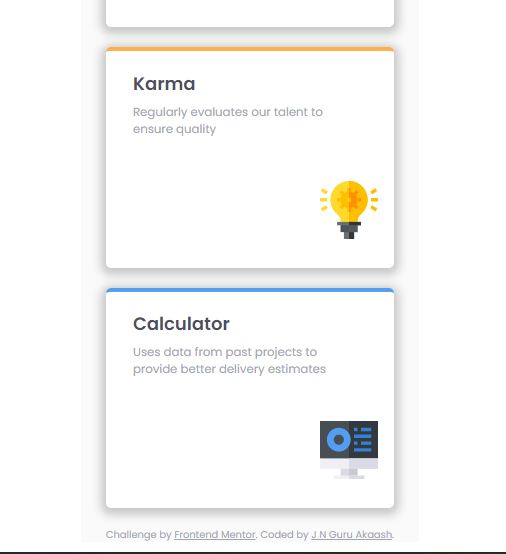 Karma
Regularly evaluates our talent to
ensure quality
Calculator
Uses data from past projects to
provide better delivery estimates
Challenge by Frontend Mentor. Coded by J N Guru Akaash.